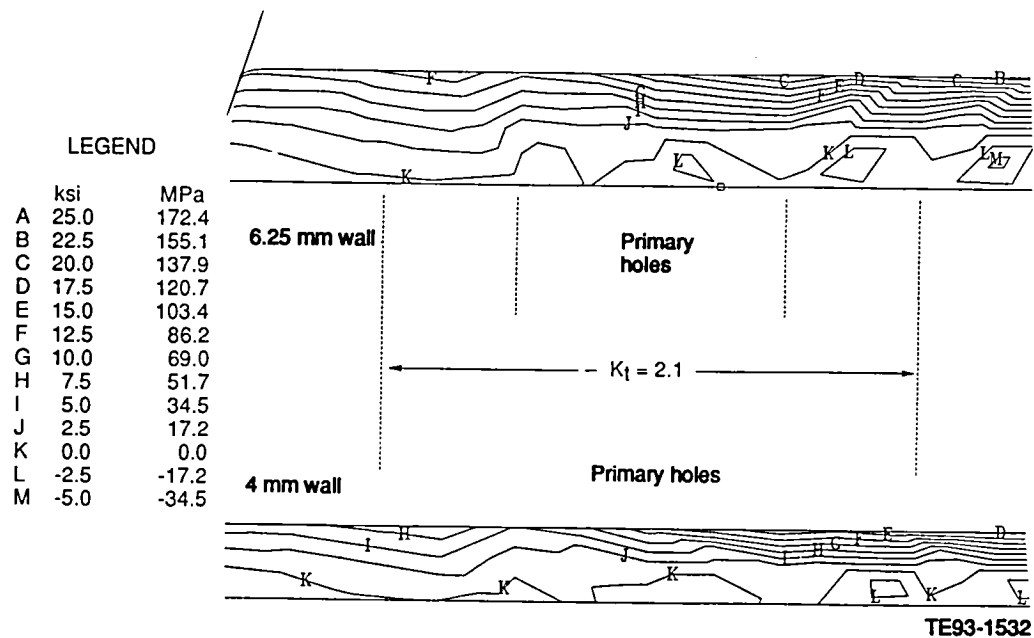 F C D C B
G E
H F
I
J
L K L L M
K
LEGEND
ksi MPa
A 25.0 172.4
B 22.5 155.1
C 20.0 137.9
D 17.5 120.7
E 15.0 103.4
F 12.5 86.2
G 10.0 69.0
H 7.5 51.7
I 5.0 34.5
J 2.5 17.2
K 0.0 0.0
L -2.5 -17.2
M -5.0 -34.5
6.25 mm wall
Primary
holes
Kt = 2.1
Primary holes
4 mm wall
H E D
I G F
J I H
K K K L K L
TE93-1532